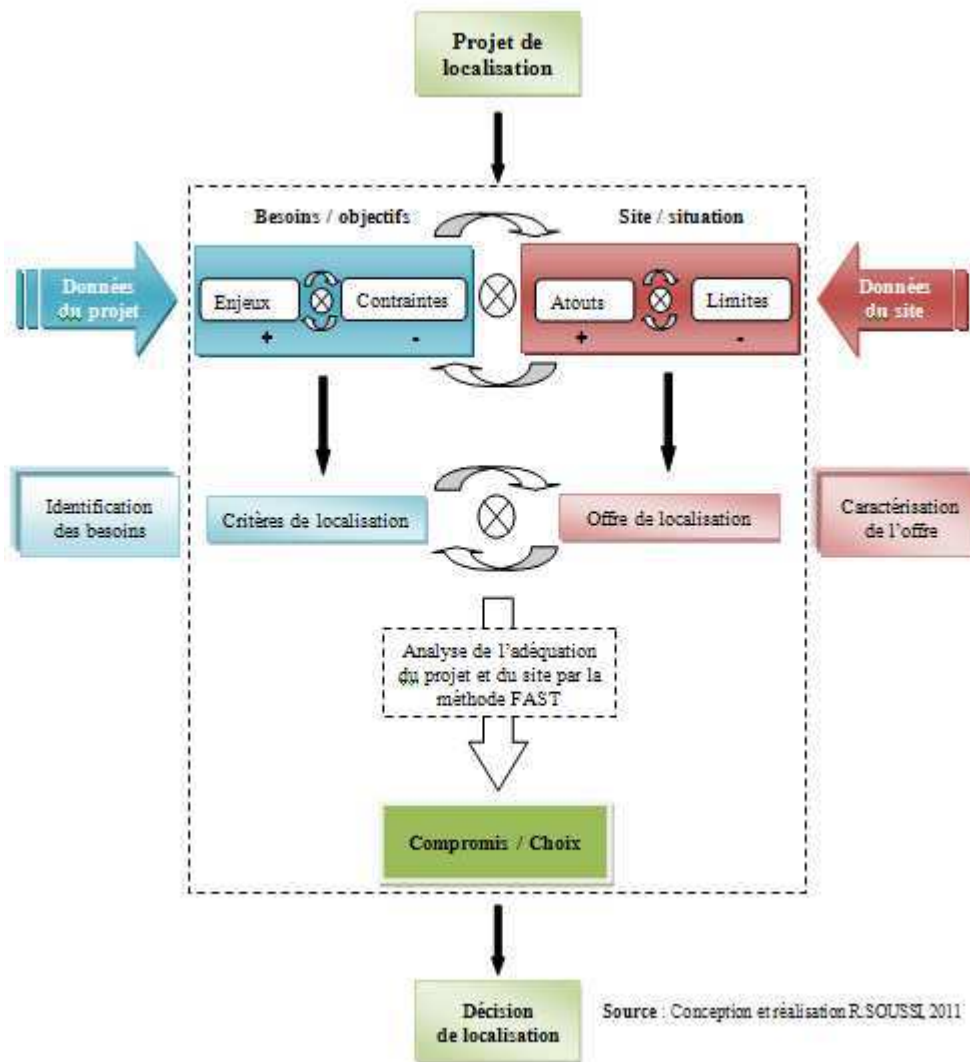 Projet de
localisation
Besoins / objectifs
Site / situation
Données
du projet
Enjeux
Contraintes
+
-
Atouts
Limites
+
-
Données
du site
Identification
des besoins
Critères de localisation
Offre de localisation
Caractérisation
de l'offre
Analyse de l'adéquation
du projet et du site par la
méthode FAST
Compromis / Choix
Décision
de localisation
Source : Conception et réalisation R.SOUSSI, 2011